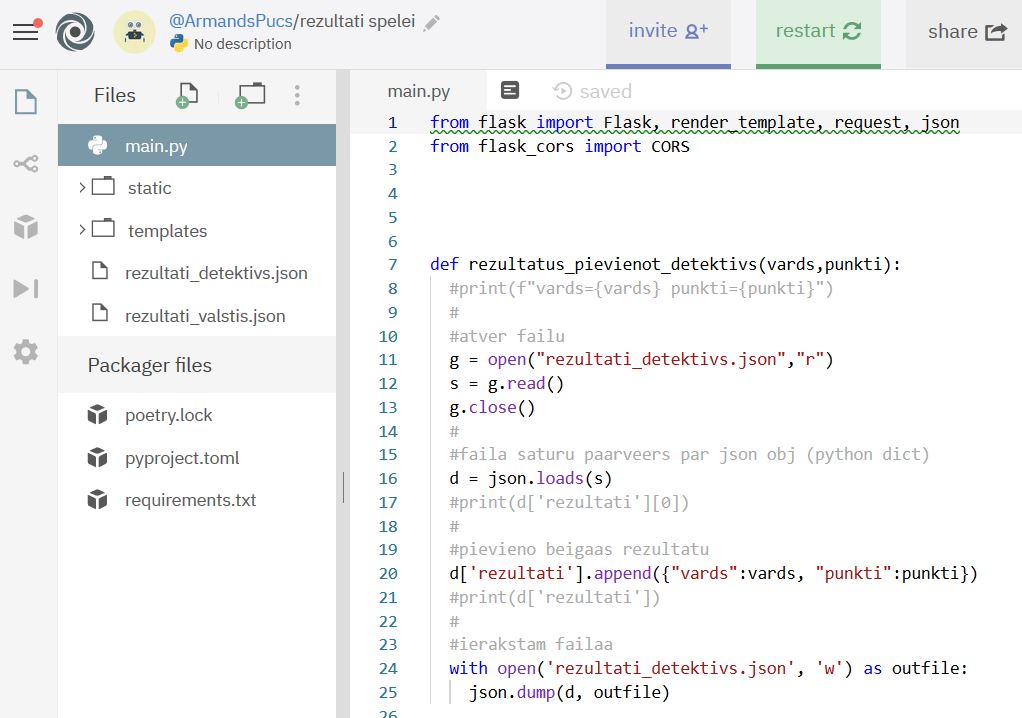 @ArmandsPucs/rezultati spelei
No description
invite
restart
share
Files
main.py
static
templates
rezultati_detektivs.json
rezultati_valstis.json
Packager files
poetry.lock
pyproject.toml
requirements.txt
main.py
saved
1 from flask import Flask, render_template, request, json
2 from flask_cors import CORS
3
4
5
6
7 def rezultatus_pievienot_detektivs(vards,punkti):
8 #print(f"vards={vards} punkti={punkti}")
9 #
10 #atver failu
11 g = open("rezultati_detektivs.json","r")
12 s = g.read()
13 g.close()
14 #
15 #faila saturu paarveers par json obj (python dict)
16 d = json.loads(s)
17 #print(d['rezultati'][0])
18 #
19 #pievieno beigaas rezultatu
20 d['rezultati'].append({"vards":vards, "punkti":punkti})
21 #print(d['rezultati'])
22 #
23 #ierakstam failaa
24 with open('rezultati_detektivs.json', 'w') as outfile:
25 json.dump(d, outfile)
26